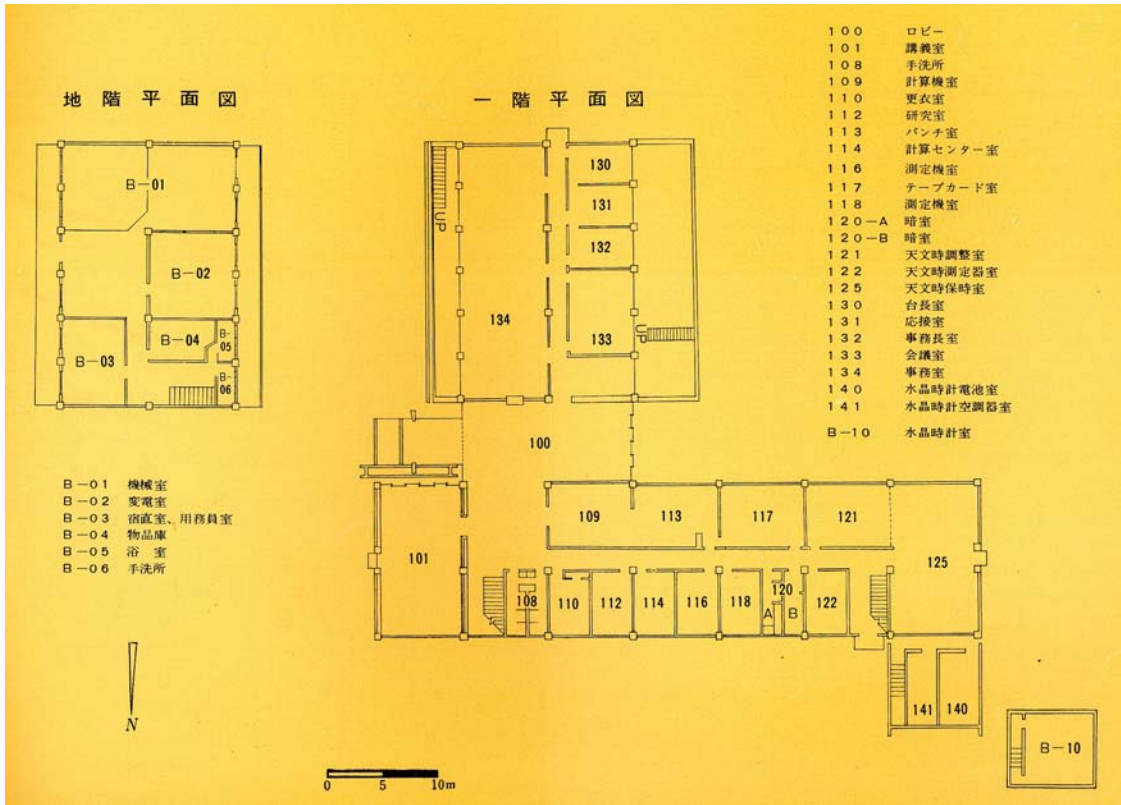 地階平面図
B-01
B-02
B-03
B-04
B-05
B-06
B-01 機械室
B-02 変電室
B-03 宿直室、用務員室
B-04 物品庫
B-05 浴室
B-06 手洗所
N
0 5 10m
一階平面図
UP
134
130
131
132
133
UP
100
101
109
113
117
121
125
108
110
112
114
116
118
120
A
B
122
141
140
B-10
100 ロビー
101 講義室
108 手洗所
109 計算機室
110 更衣室
112 研究室
113 パンチ室
114 計算センター室
116 測定機室
117 テープカード室
118 測定機室
120-A 暗室
120-B 暗室
121 天文時調整室
122 天文時測定器室
125 天文時保時室
130 台長室
131 応接室
132 事務長室
133 会議室
134 事務室
140 水晶時計電池室
141 水晶時計空調器室
B-10 水晶時計室